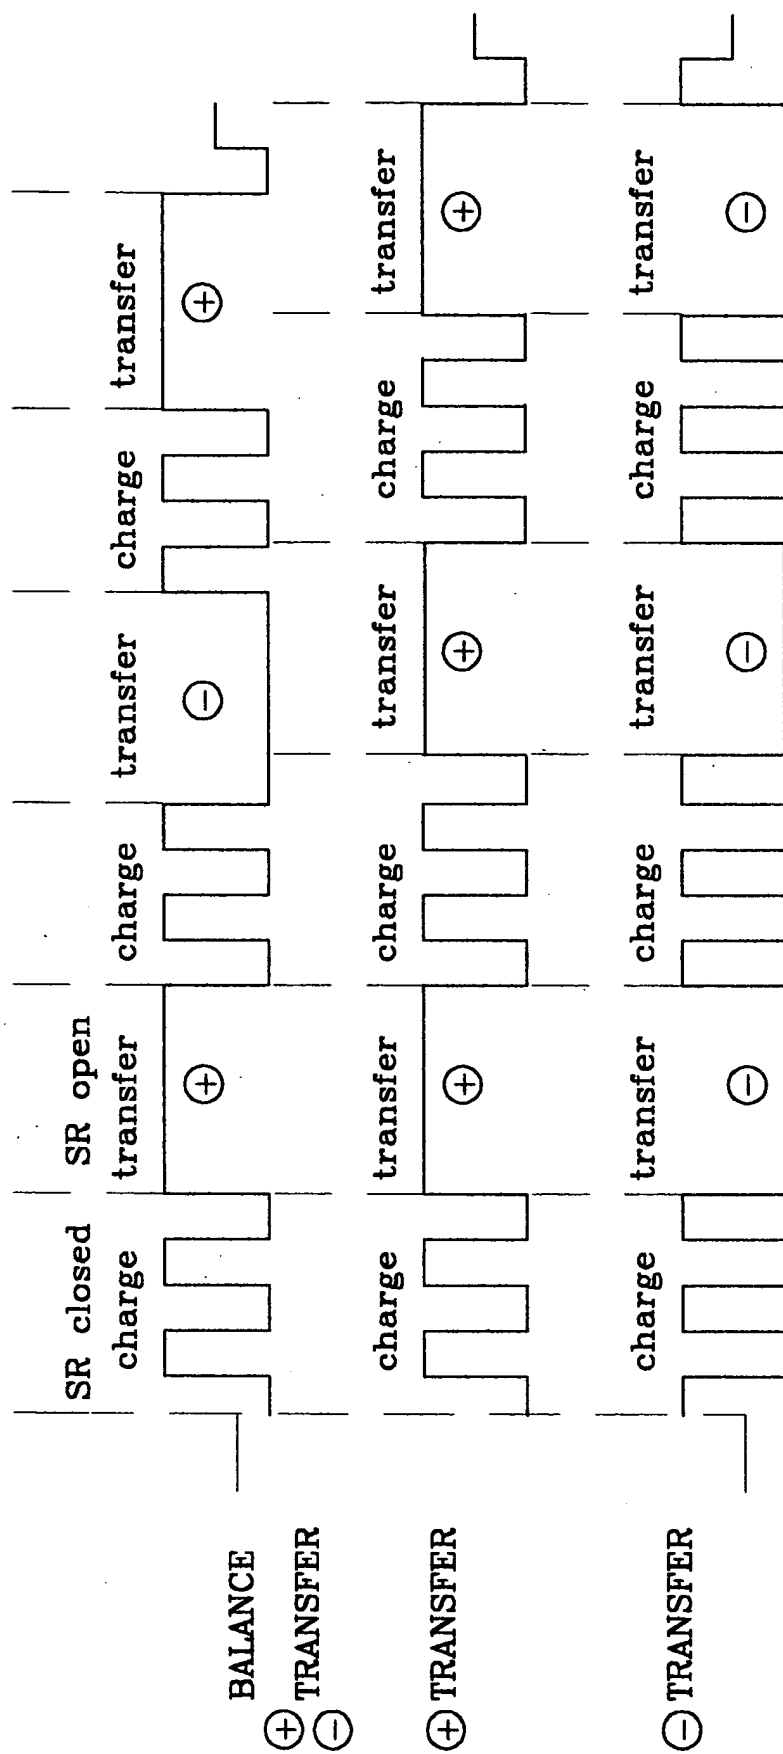 SR closed SR open
charge transfer charge transfer charge transfer
BALANCE
⊕ TRANSFER
⊖
charge transfer charge transfer charge transfer
⊕ TRANSFER
charge transfer charge transfer charge transfer
⊖ TRANSFER
⊕ ⊖ ⊕
⊕ ⊕ ⊕
⊖ ⊖ ⊖